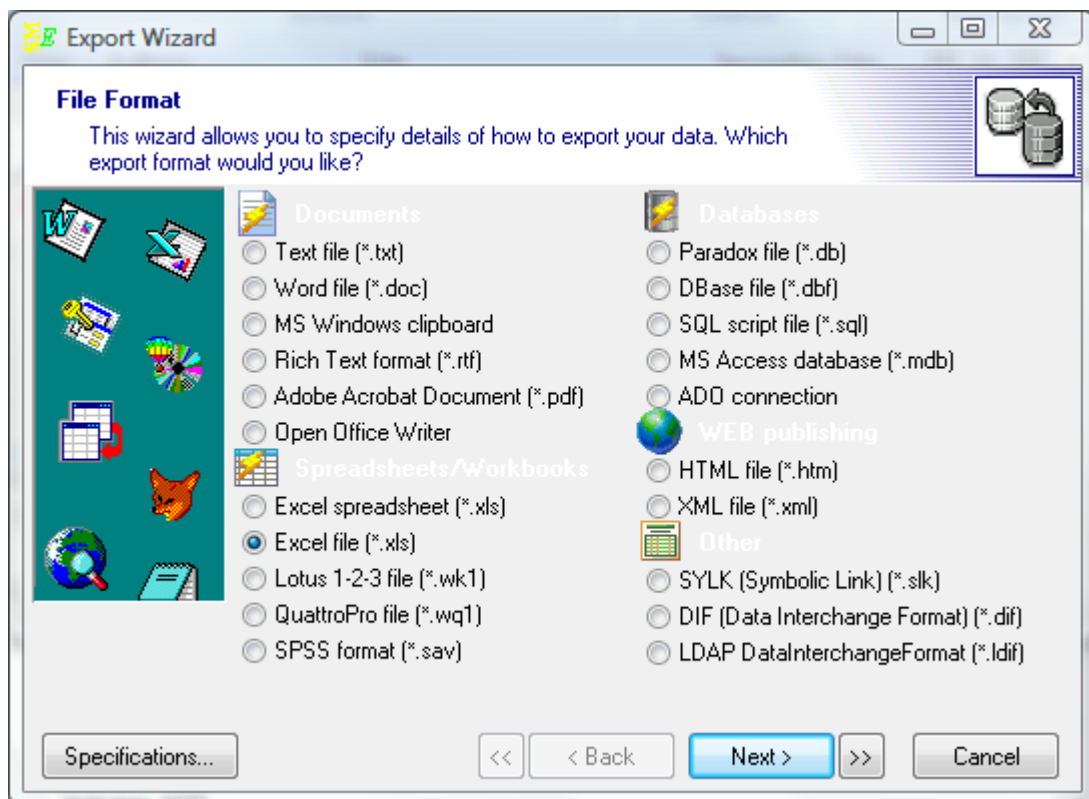 Export Wizard
File Format
This wizard allows you to specify details of how to export your data. Which
export format would you like?
Documents
Text file (*.txt)
Word file (*.doc)
MS Windows clipboard
Rich Text format (*.rtf)
Adobe Acrobat Document (*.pdf)
Open Office Writer
Spreadsheets/Workbooks
Excel spreadsheet (*.xls)
Excel file (*.xls)
Lotus 1-2-3 file (*.wk1)
QuattroPro file (*.wq1)
SPSS format (*.sav)
Databases
Paradox file (*.db)
DBase file (*.dbf)
SQL script file (*.sql)
MS Access database (*.mdb)
ADO connection
WEB publishing
HTML file (*.htm)
XML file (*.xml)
Other
SYLK (Symbolic Link) (*.slk)
DIF (Data Interchange Format) (*.dif)
LDAP DataInterchangeFormat (*.ldif)
Specifications...
<<
< Back
Next >
>>
Cancel